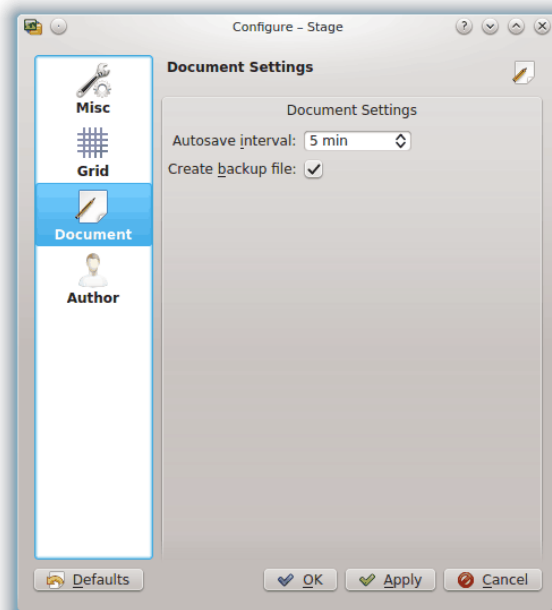 Configure – Stage
Misc
Grid
Document
Author
Document Settings
Document Settings
Autosave interval: 5 min
Create backup file:
Defaults
OK
Apply
Cancel